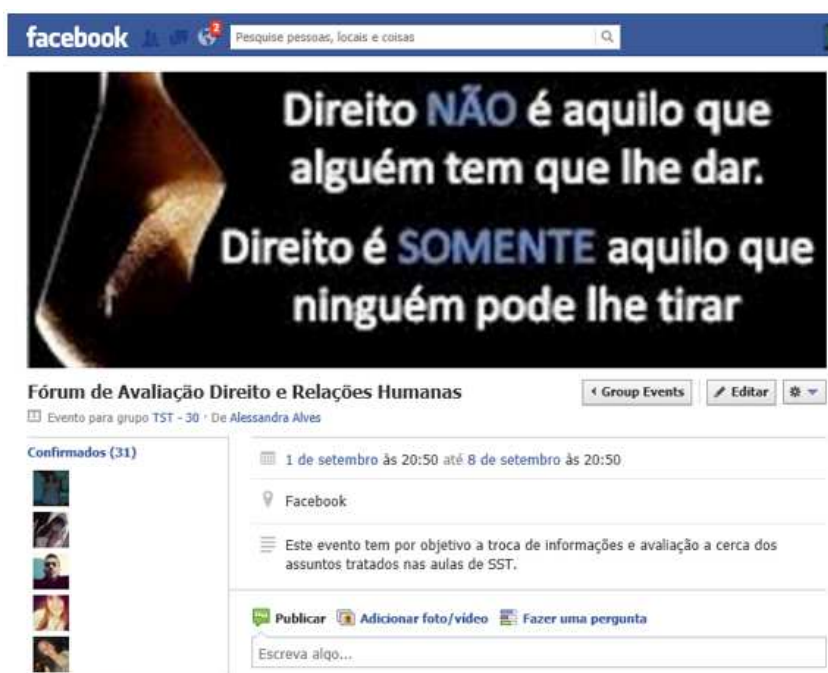 facebook 2 Pesquise pessoas, locais e coisas
Direito NÃO é aquilo que
alguém tem que lhe dar.
Direito é SOMENTE aquilo que
ninguém pode lhe tirar
Fórum de Avaliação Direito e Relações Humanas
Group Events
Editar
Evento para grupo TST - 30 · De Alessandra Alves
Confirmados (31)
1 de setembro às 20:50 até 8 de setembro às 20:50
Facebook
Este evento tem por objetivo a troca de informações e avaliação a cerca dos
assuntos tratados nas aulas de SST.
Publicar Adicionar foto/vídeo Fazer uma pergunta
Escreva algo...